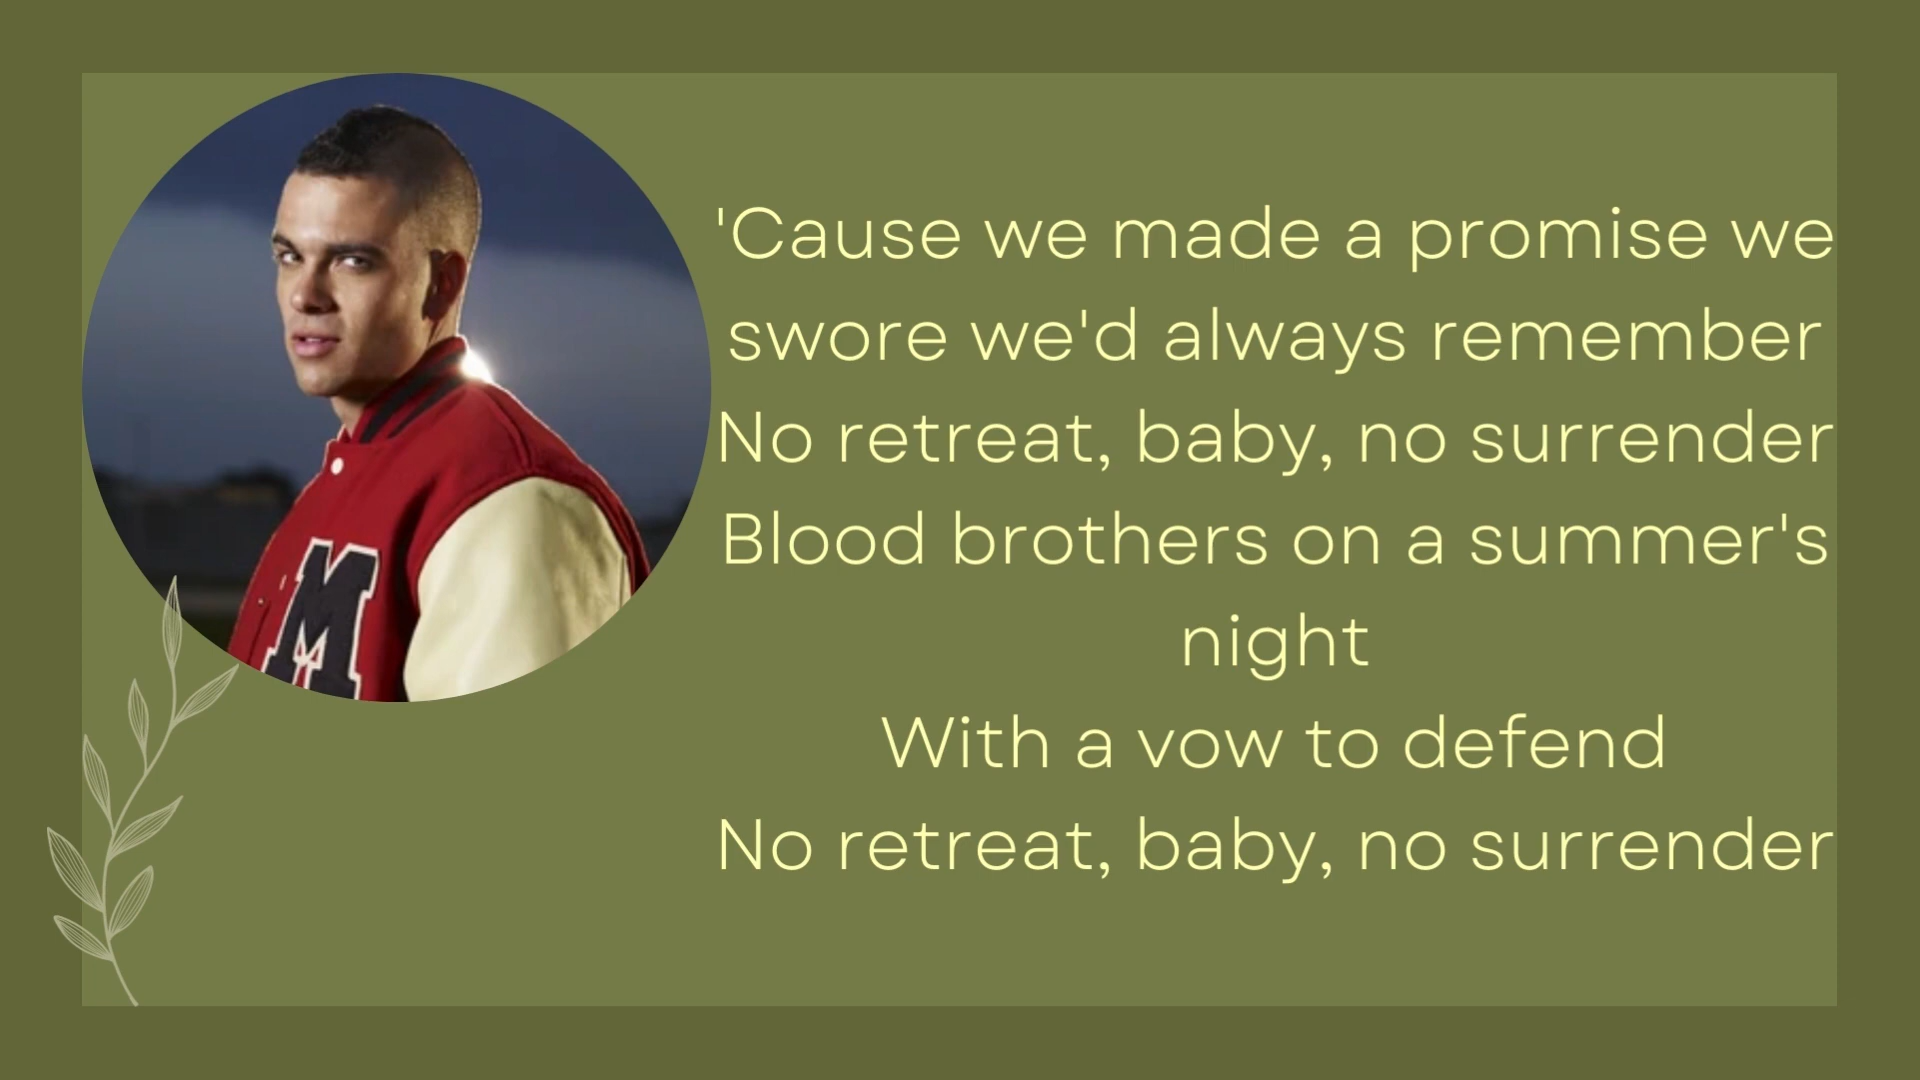 'Cause we made a promise we
swore we'd always remember
No retreat, baby, no surrender
Blood brothers on a summer's
night
With a vow to defend
No retreat, baby, no surrender
M